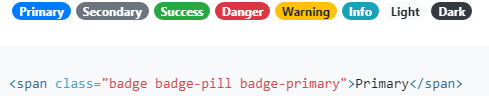 Primary Secondary Success Danger Warning Info Light Dark
<span class="badge badge-pill badge-primary">Primary</span>